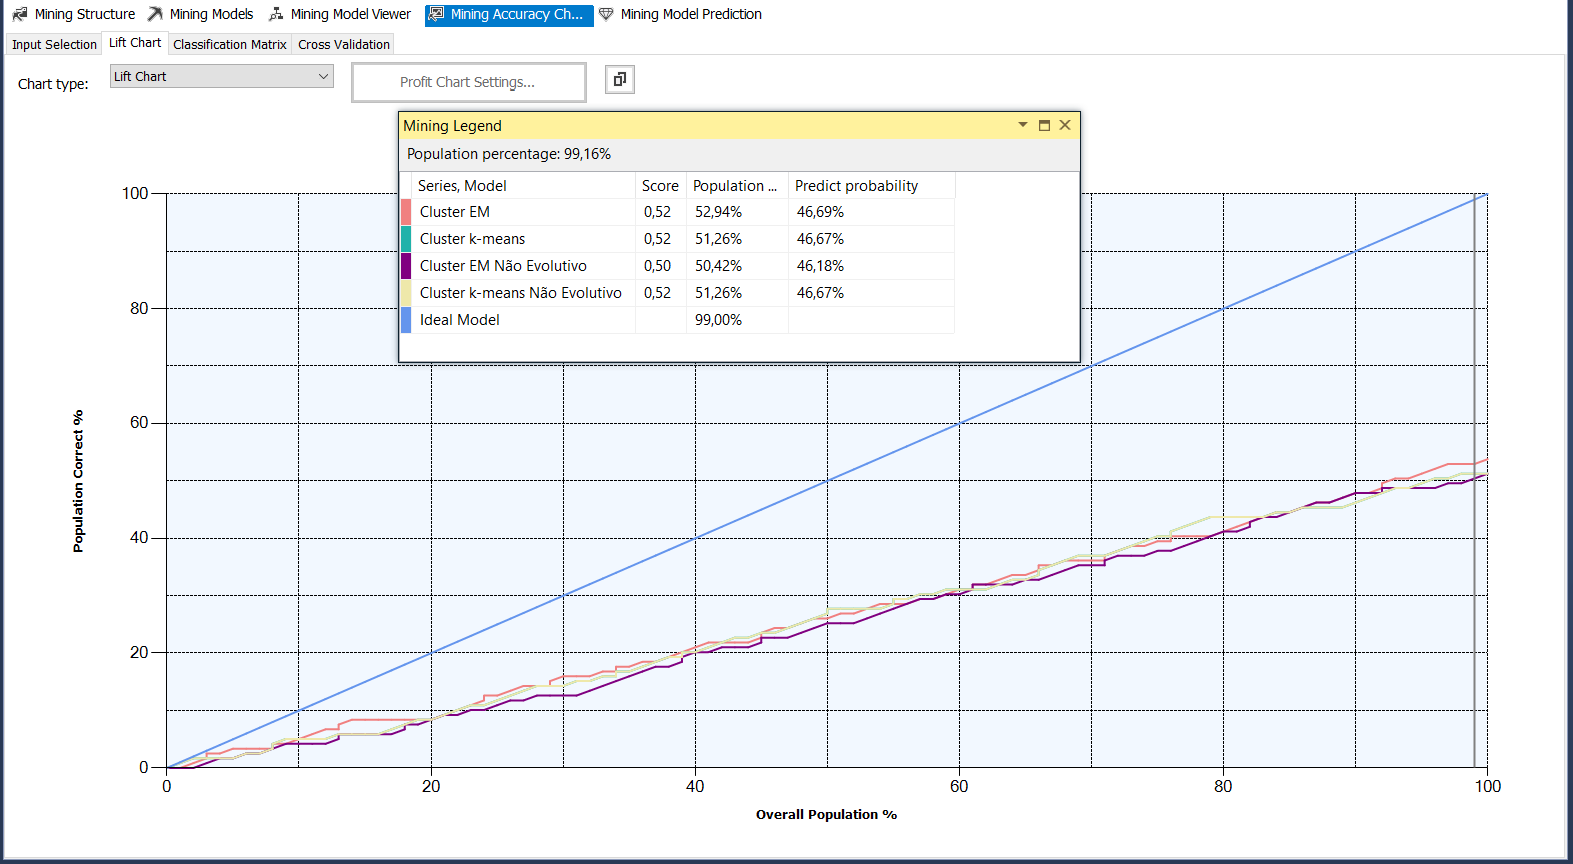 Mining Structure Mining Models Mining Model Viewer Mining Accuracy Ch... Mining Model Prediction
Input Selection Lift Chart Classification Matrix Cross Validation
Chart type: Lift Chart Profit Chart Settings...
Mining Legend
Population percentage: 99,16%
Series, Model Score Population ... Predict probability
Cluster EM 0,52 52,94% 46,69%
Cluster k-means 0,52 51,26% 46,67%
Cluster EM Não Evolutivo 0,50 50,42% 46,18%
Cluster k-means Não Evolutivo 0,52 51,26% 46,67%
Ideal Model 99,00%
100
80
60
40
20
0
Population Correct %
0 20 40 60 80 100
Overall Population %